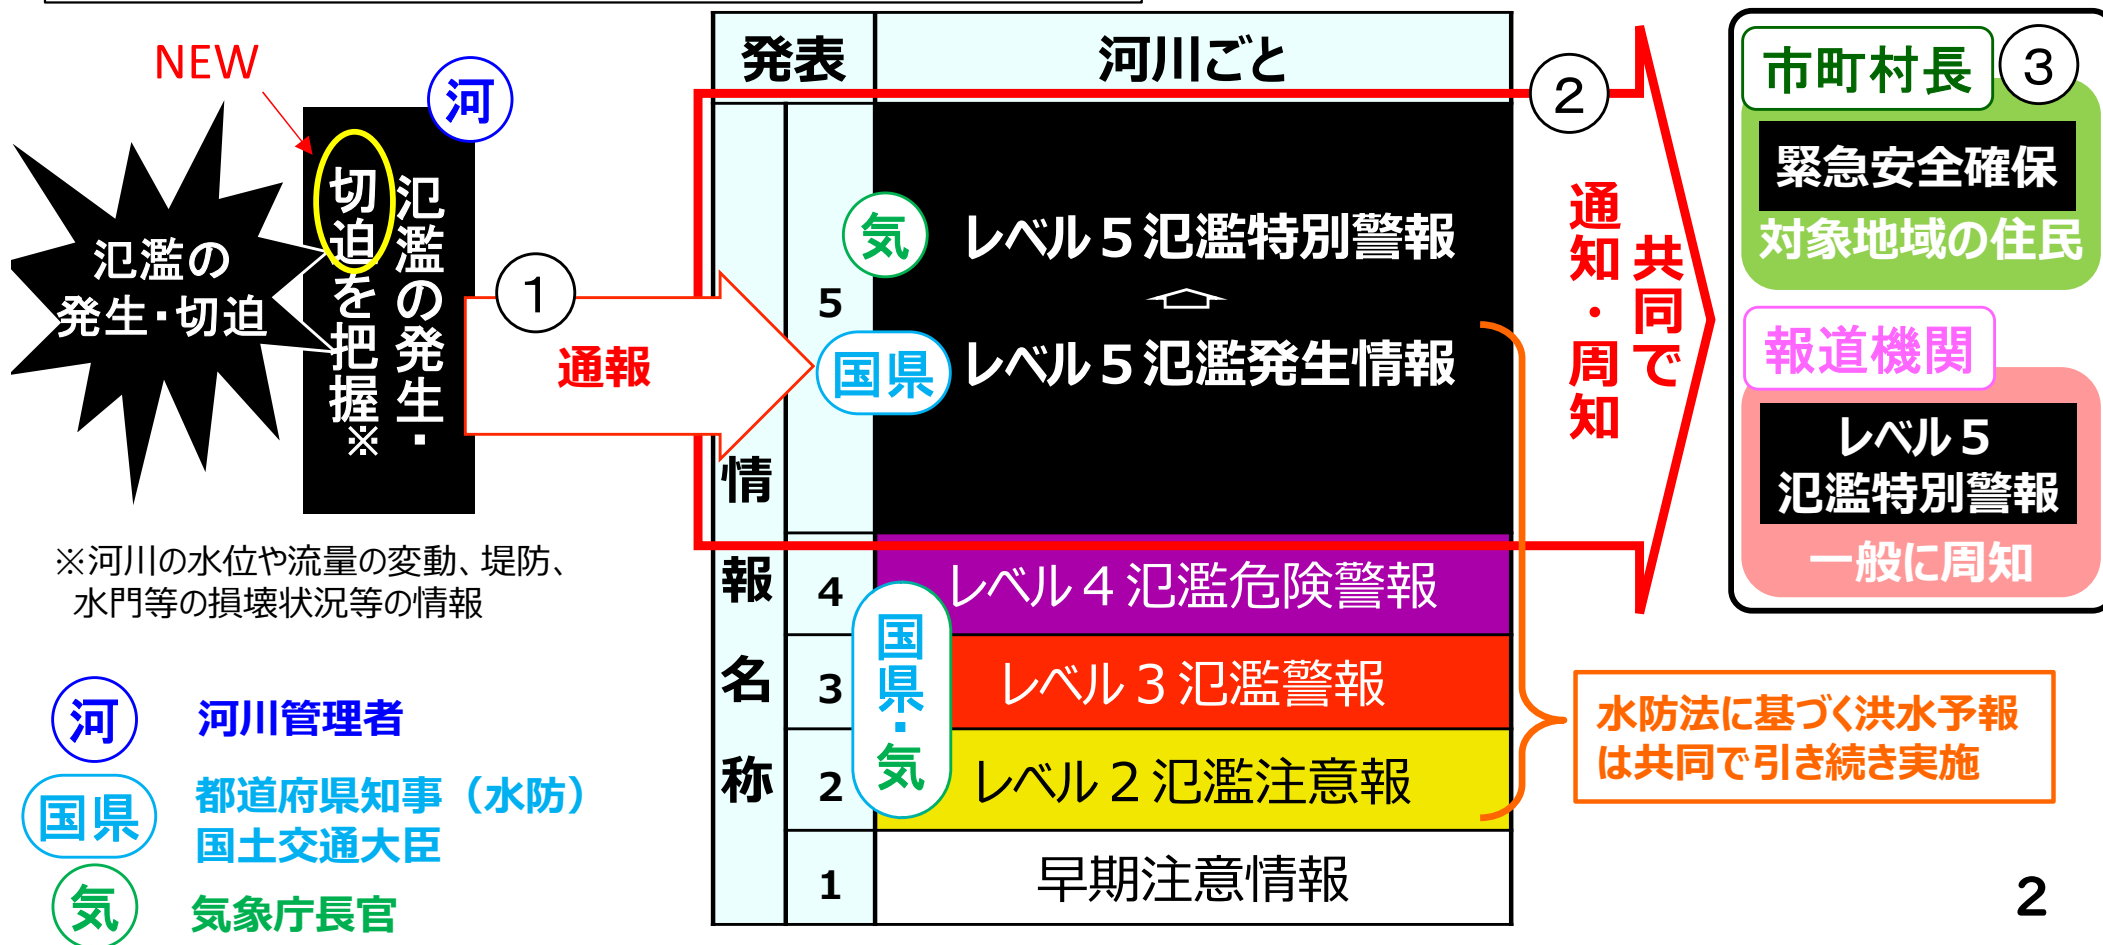 NEW
河
氾濫の
発生・切迫
氾濫の発生・
切迫を把握※
※河川の水位や流量の変動、堤防、
水門等の損壊状況等の情報
河 河川管理者
国県 都道府県知事（水防）
国土交通大臣
気 気象庁長官
1
通報
発表 河川ごと
情報名称
5
気 レベル５氾濫特別警報
国県 レベル５氾濫発生情報
国県・気
4 レベル４氾濫危険警報
3 レベル３氾濫警報
2 レベル２氾濫注意報
1 早期注意情報
2
共同で
通知・周知
市町村長
3
緊急安全確保
対象地域の住民
報道機関
レベル５
氾濫特別警報
一般に周知
水防法に基づく洪水予報
は共同で引き続き実施
2